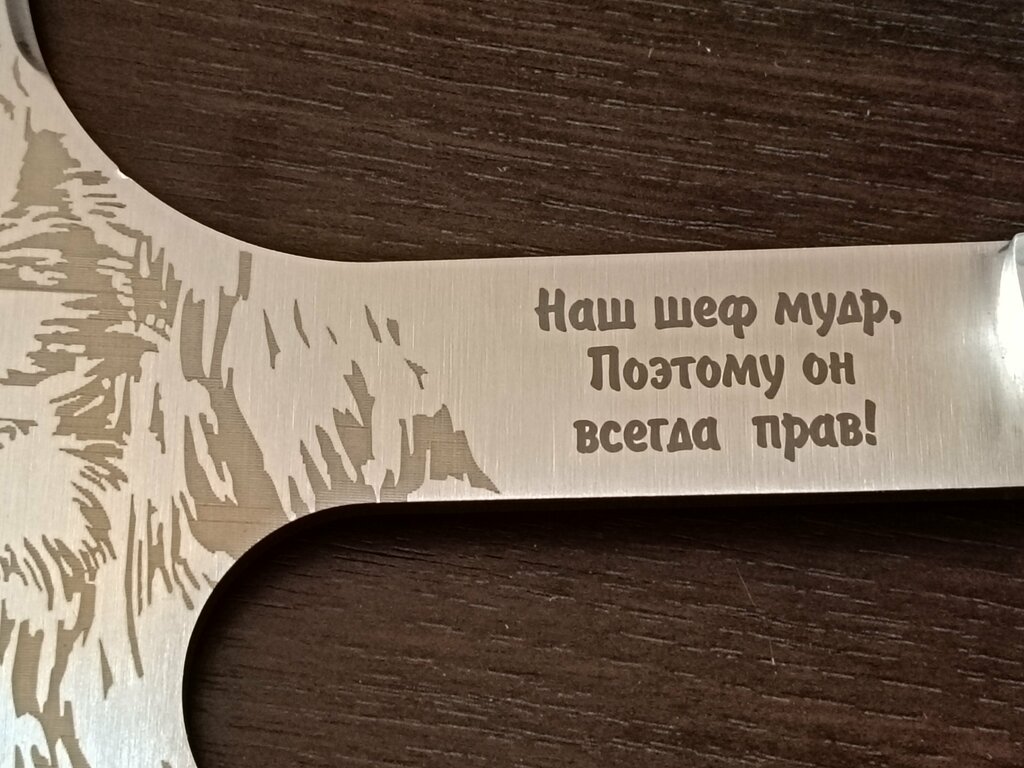 Наш шеф мудр,
Поэтому он
всегда прав!